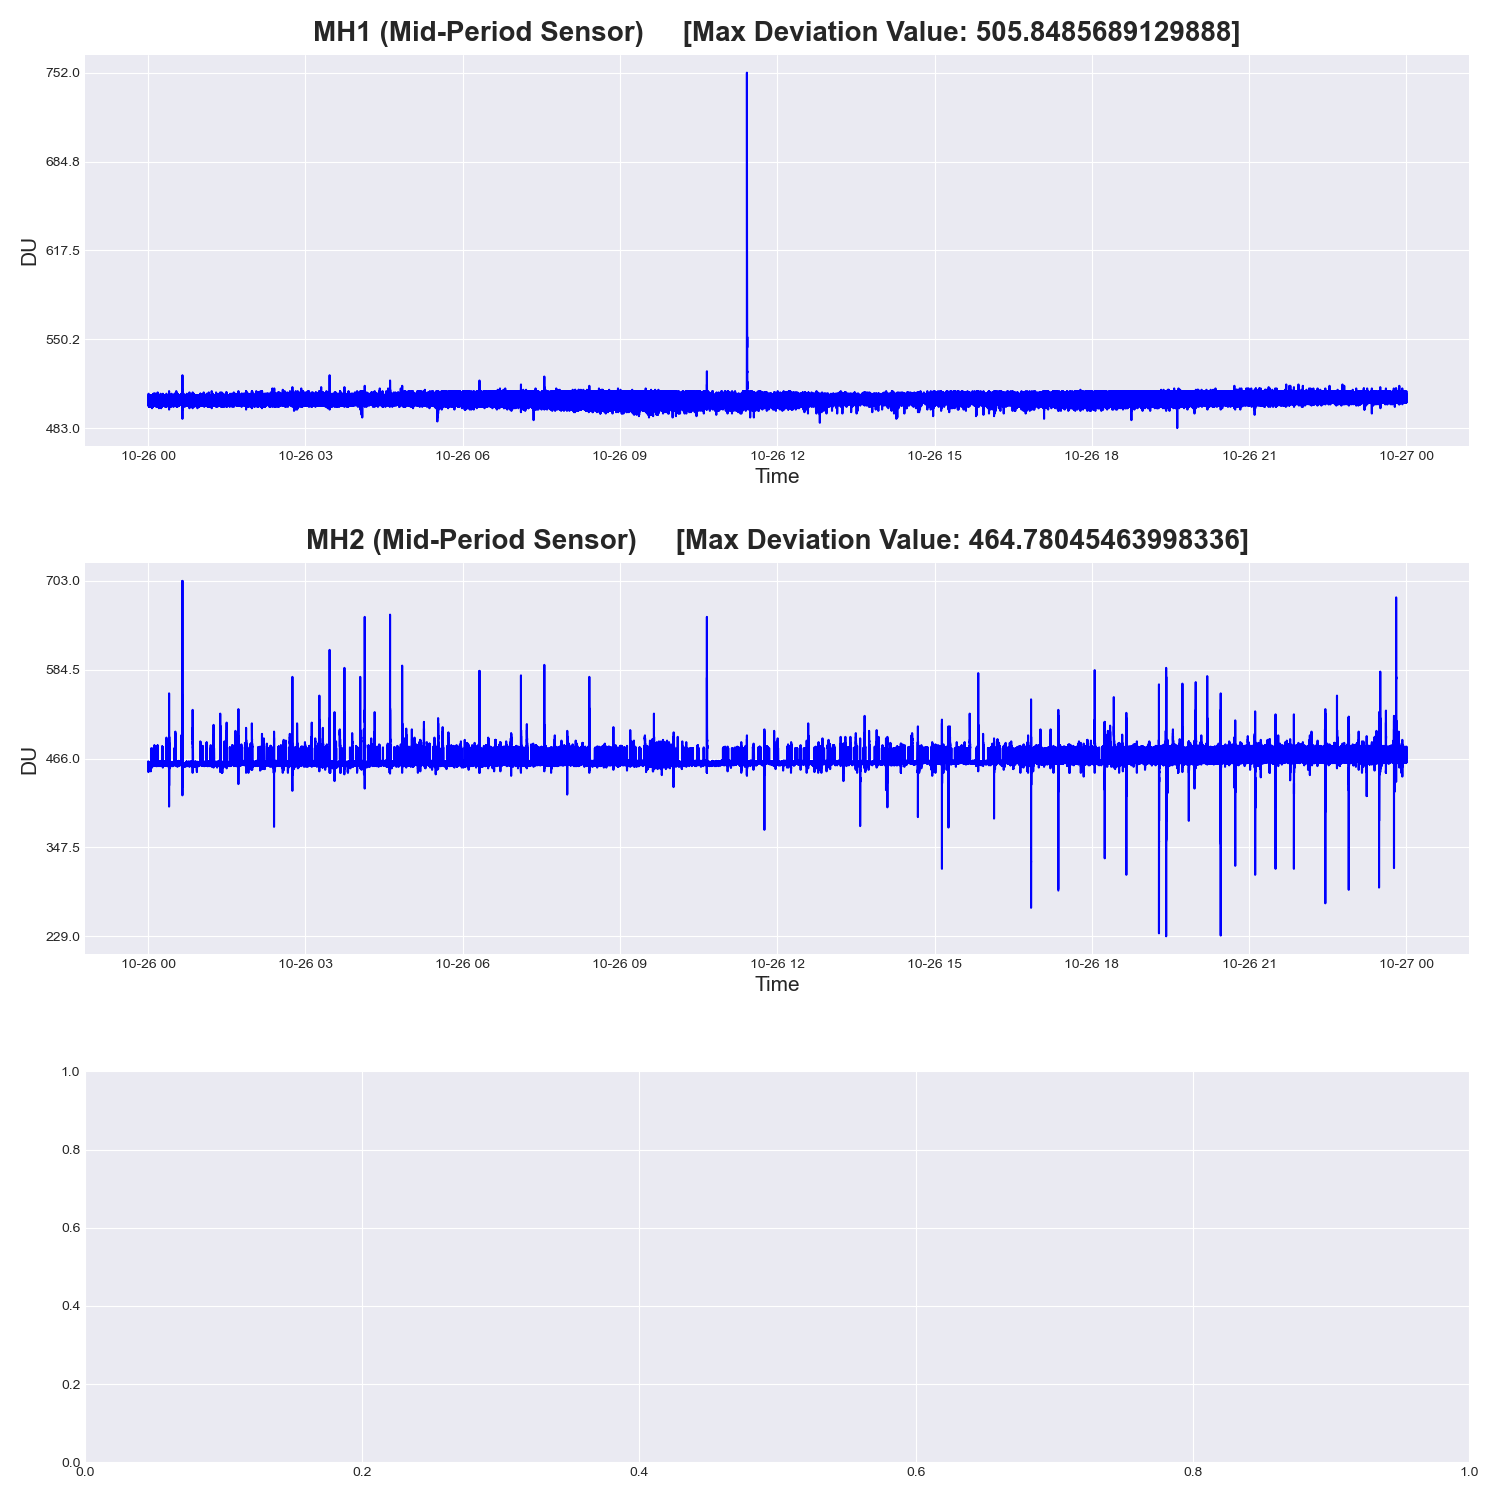 MH1 (Mid-Period Sensor) [Max Deviation Value: 505.8485689129888]
752.0
684.8
617.5
550.2
483.0
DU
10-26 00 10-26 03 10-26 06 10-26 09 10-26 12 10-26 15 10-26 18 10-26 21 10-27 00
Time
MH2 (Mid-Period Sensor) [Max Deviation Value: 464.78045463998336]
703.0
584.5
466.0
347.5
229.0
DU
10-26 00 10-26 03 10-26 06 10-26 09 10-26 12 10-26 15 10-26 18 10-26 21 10-27 00
Time
1.0
0.8
0.6
0.4
0.2
0.0
0.0 0.2 0.4 0.6 0.8 1.0